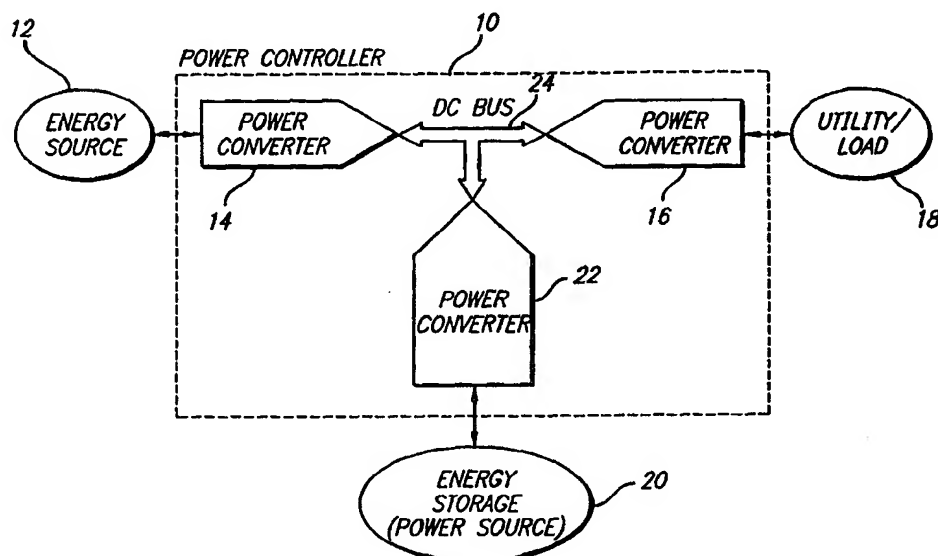 12
10
POWER CONTROLLER
24
DC BUS
ENERGY
SOURCE
POWER
CONVERTER
POWER
CONVERTER
UTILITY/
LOAD
14
16
18
22
POWER
CONVERTER
ENERGY
STORAGE
(POWER SOURCE)
20